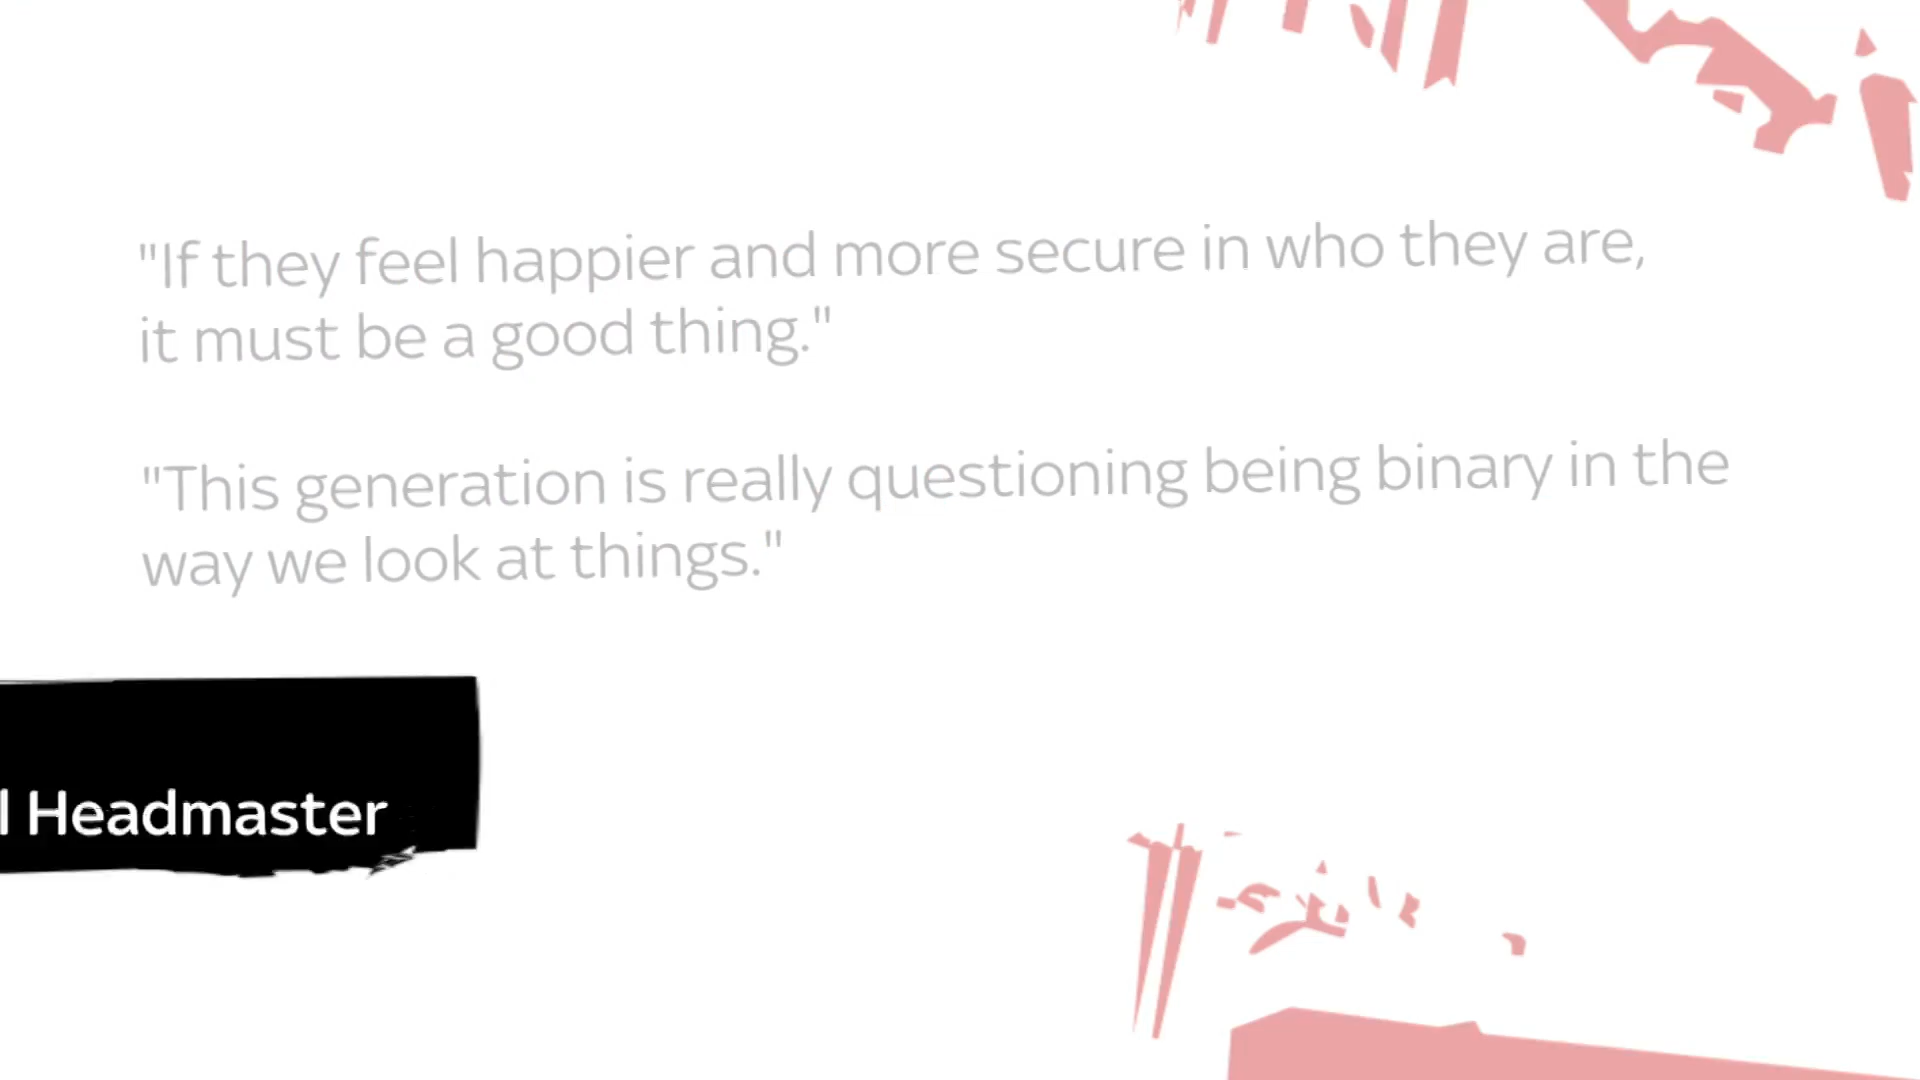 "If they feel happier and more secure in who they are,
it must be a good thing."
"This generation is really questioning being binary in the
way we look at things."
Headmaster